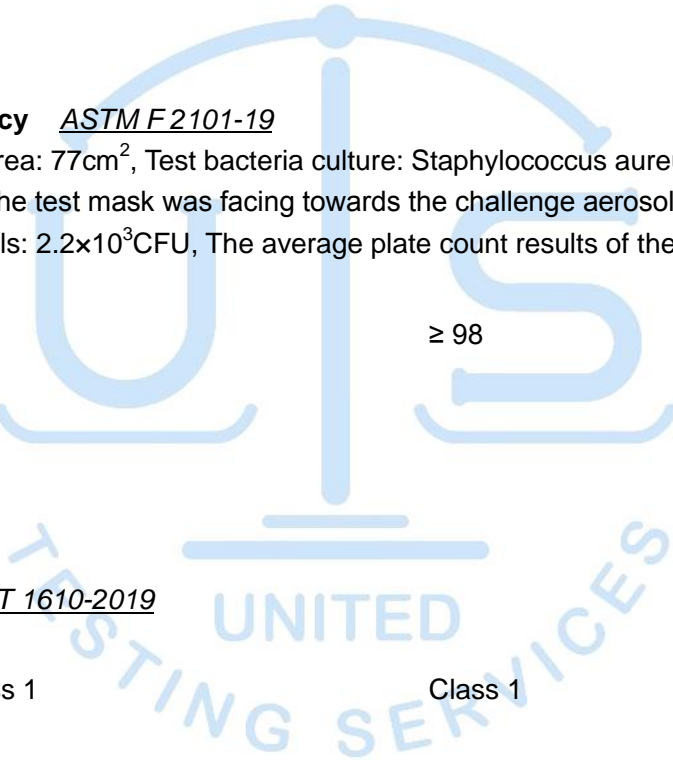 cy ASTM F 2101-19
rea: 77cm², Test bacteria culture: Staphylococcus aureu
he test mask was facing towards the challenge aerosol
ls: 2.2×10³CFU, The average plate count results of the
≥ 98
U S
T 1610-2019
UNITED
s 1 Class 1
TESTING SERVICES